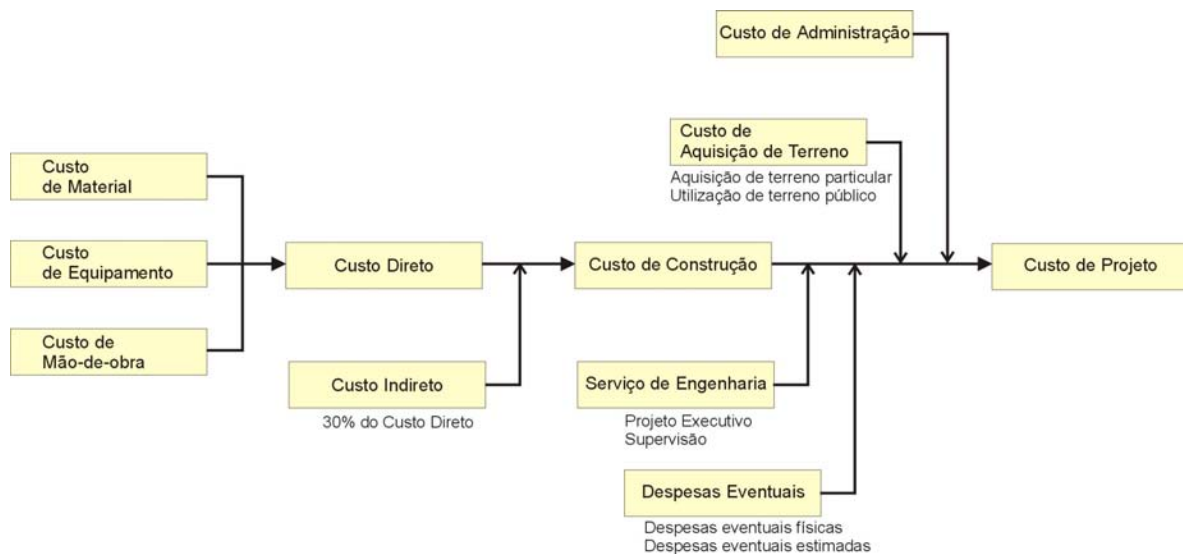 Custo de Administração
Custo de
Aquisição de Terreno
Aquisição de terreno particular
Utilização de terreno público
Custo
de Material
Custo
de Equipamento
Custo de
Mão-de-obra
Custo Direto
Custo de Construção
Custo de Projeto
Custo Indireto
30% do Custo Direto
Serviço de Engenharia
Projeto Executivo
Supervisão
Despesas Eventuais
Despesas eventuais físicas
Despesas eventuais estimadas